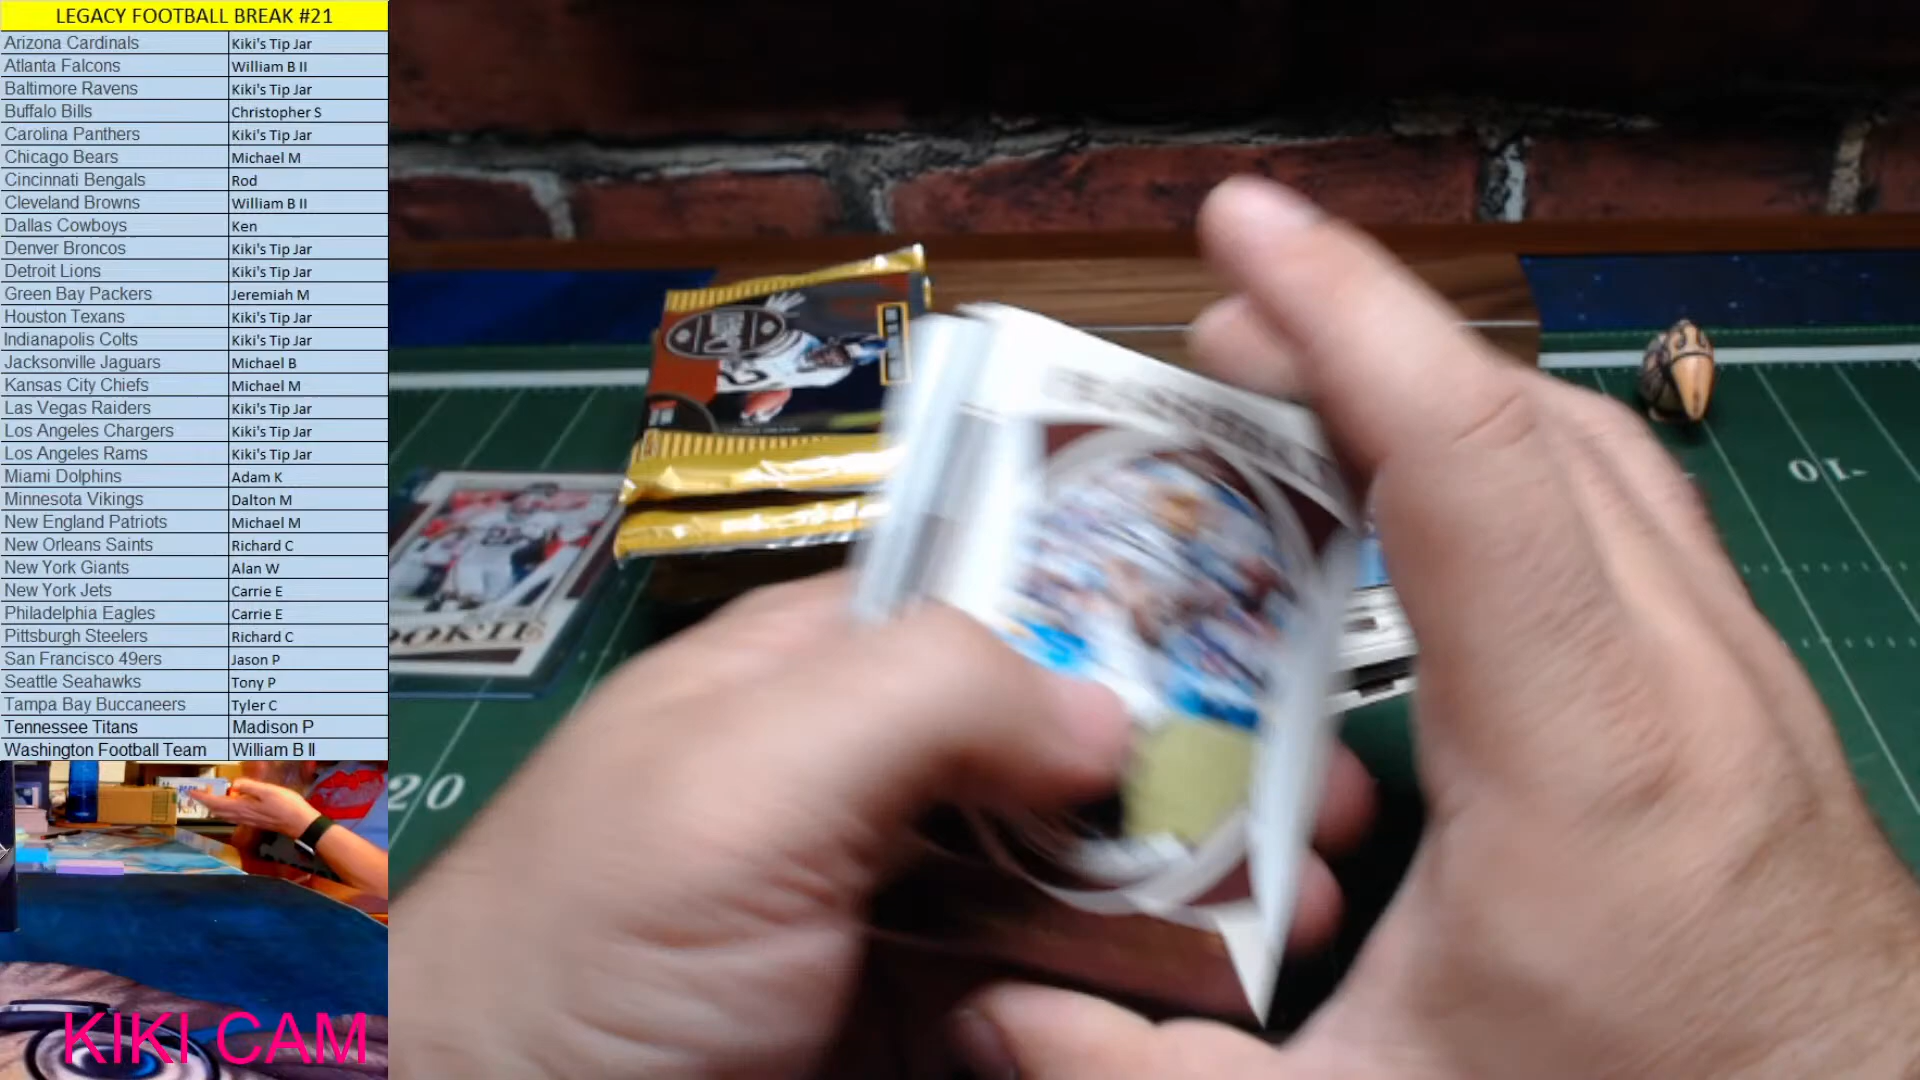 LEGACY FOOTBALL BREAK #21
Arizona Cardinals Kiki's Tip Jar
Atlanta Falcons William B II
Baltimore Ravens Kiki's Tip Jar
Buffalo Bills Christopher S
Carolina Panthers Kiki's Tip Jar
Chicago Bears Michael M
Cincinnati Bengals Rod
Cleveland Browns William B II
Dallas Cowboys Ken
Denver Broncos Kiki's Tip Jar
Detroit Lions Kiki's Tip Jar
Green Bay Packers Jeremiah M
Houston Texans Kiki's Tip Jar
Indianapolis Colts Kiki's Tip Jar
Jacksonville Jaguars Michael B
Kansas City Chiefs Michael M
Las Vegas Raiders Kiki's Tip Jar
Los Angeles Chargers Kiki's Tip Jar
Los Angeles Rams Kiki's Tip Jar
Miami Dolphins Adam K
Minnesota Vikings Dalton M
New England Patriots Michael M
New Orleans Saints Richard C
New York Giants Alan W
New York Jets Carrie E
Philadelphia Eagles Carrie E
Pittsburgh Steelers Richard C
San Francisco 49ers Jason P
Seattle Seahawks Tony P
Tampa Bay Buccaneers Tyler C
Tennessee Titans Madison P
Washington Football Team William B II
KIKI CAM
OOKIE
20
10